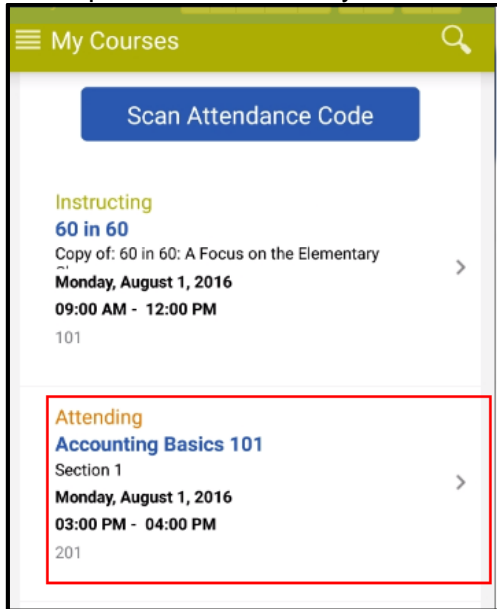 My Courses
Scan Attendance Code
Instructing
60 in 60
Copy of: 60 in 60: A Focus on the Elementary
Monday, August 1, 2016
09:00 AM - 12:00 PM
101
Attending
Accounting Basics 101
Section 1
Monday, August 1, 2016
03:00 PM - 04:00 PM
201